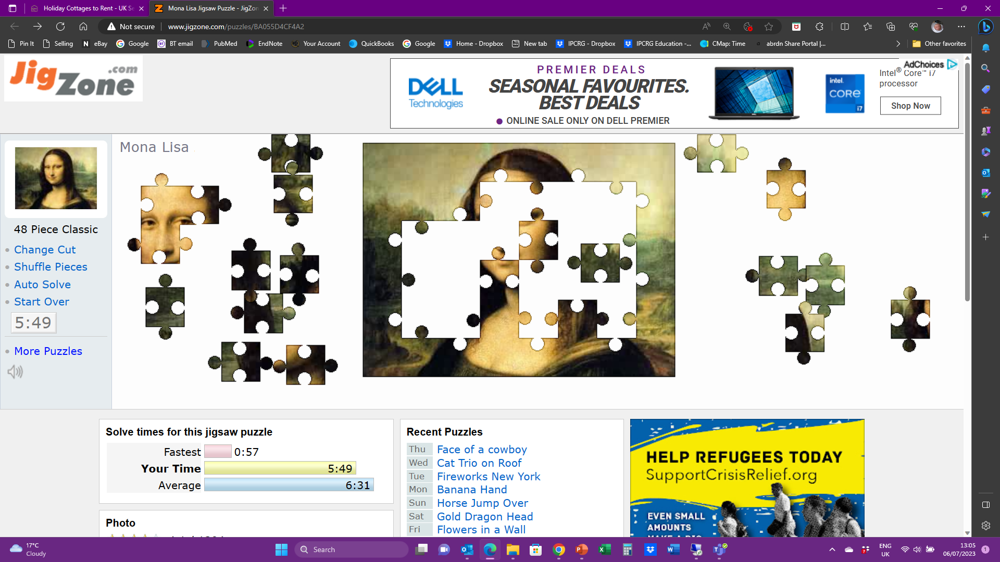 Holiday Cottages to Rent - UK Se
Mona Lisa Jigsaw Puzzle - JigZon
Not secure
www.jigzone.com/puzzles/BA055D4CF4A2
Pin It
Selling
eBay
Google
BT email
PubMed
EndNote
Your Account
QuickBooks
Google
Home - Dropbox
New tab
IPCRG - Dropbox
IPCRG Education -...
CMap: Time
abrdn Share Portal |...
Other favorites
JigZone.com
PREMIER DEALS
DELL
Technologies
SEASONAL FAVOURITES.
BEST DEALS
ONLINE SALE ONLY ON DELL PREMIER
intel.
CORE
i7
AdChoices
Intel® Core™ i7
processor
Shop Now
Mona Lisa
48 Piece Classic
Change Cut
Shuffle Pieces
Auto Solve
Start Over
5:49
More Puzzles
Solve times for this jigsaw puzzle
Fastest 0:57
Your Time 5:49
Average 6:31
Photo
Recent Puzzles
Thu Face of a cowboy
Wed Cat Trio on Roof
Tue Fireworks New York
Mon Banana Hand
Sun Horse Jump Over
Sat Gold Dragon Head
Fri Flowers in a Wall
HELP REFUGEES TODAY
SupportCrisisRelief.org
EVEN SMALL
AMOUNTS
17°C
Cloudy
Search
ENG
UK
13:05
06/07/2023
1